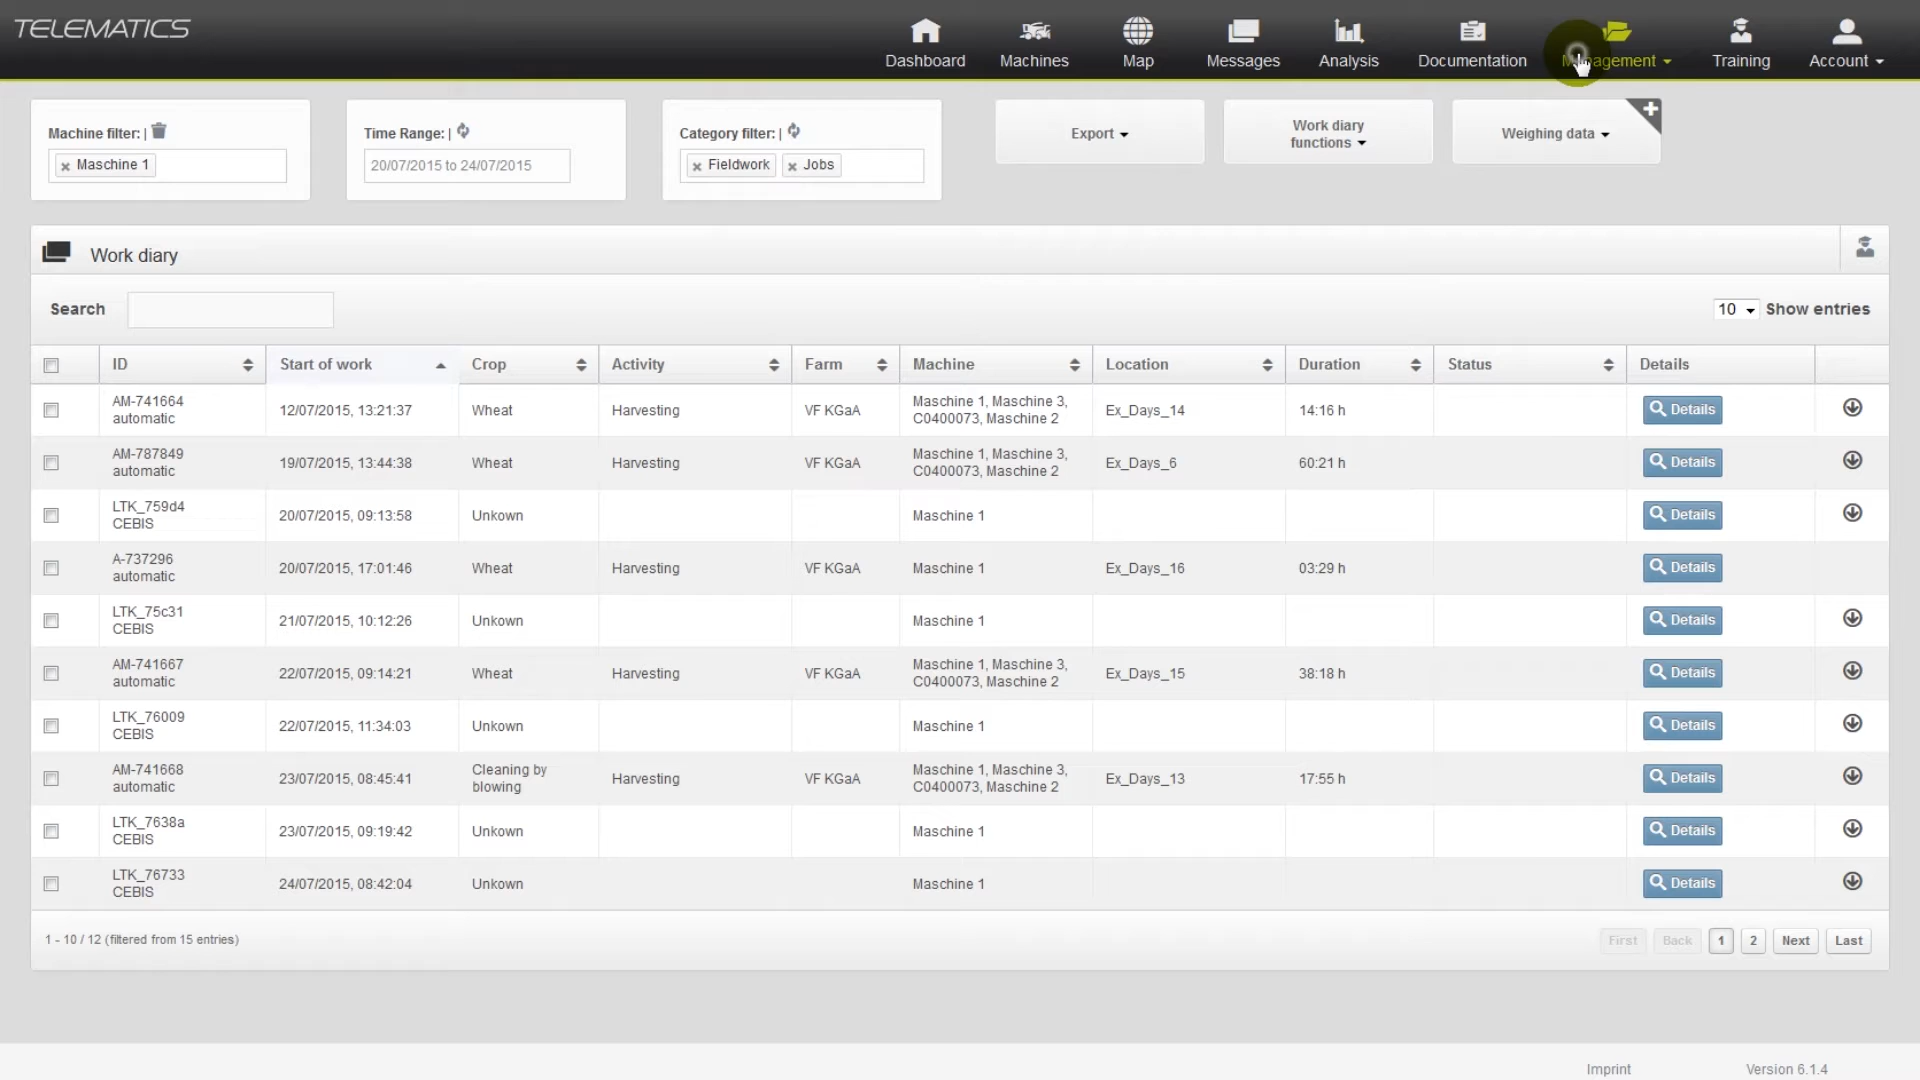 TELEMATICS
Dashboard Machines Map Messages Analysis Documentation Management Training Account
Machine filter: |
Maschine 1
Time Range: |
20/07/2015 to 24/07/2015
Category filter: |
Fieldwork Jobs
Export
Work diary
functions
Weighing data
Work diary
Search
10 Show entries
ID Start of work Crop Activity Farm Machine Location Duration Status Details
AM-741664
automatic
12/07/2015, 13:21:37 Wheat Harvesting VF KGaA
Maschine 1, Maschine 3,
C0400073, Maschine 2
Ex_Days_14 14:16 h Details
AM-787849
automatic
19/07/2015, 13:44:38 Wheat Harvesting VF KGaA
Maschine 1, Maschine 3,
C0400073, Maschine 2
Ex_Days_6 60:21 h Details
LTK_759d4
CEBIS
20/07/2015, 09:13:58 Unkown Maschine 1 Details
A-737296
automatic
20/07/2015, 17:01:46 Wheat Harvesting VF KGaA Maschine 1 Ex_Days_16 03:29 h Details
LTK_75c31
CEBIS
21/07/2015, 10:12:26 Unkown Maschine 1 Details
AM-741667
automatic
22/07/2015, 09:14:21 Wheat Harvesting VF KGaA
Maschine 1, Maschine 3,
C0400073, Maschine 2
Ex_Days_15 38:18 h Details
LTK_76009
CEBIS
22/07/2015, 11:34:03 Unkown Maschine 1 Details
AM-741668
automatic
23/07/2015, 08:45:41
Cleaning by
blowing
Harvesting VF KGaA
Maschine 1, Maschine 3,
C0400073, Maschine 2
Ex_Days_13 17:55 h Details
LTK_7638a
CEBIS
23/07/2015, 09:19:42 Unkown Maschine 1 Details
LTK_76733
CEBIS
24/07/2015, 08:42:04 Unkown Maschine 1 Details
1 - 10 / 12 (filtered from 15 entries)
First Back 1 2 Next Last
Imprint Version 6.1.4